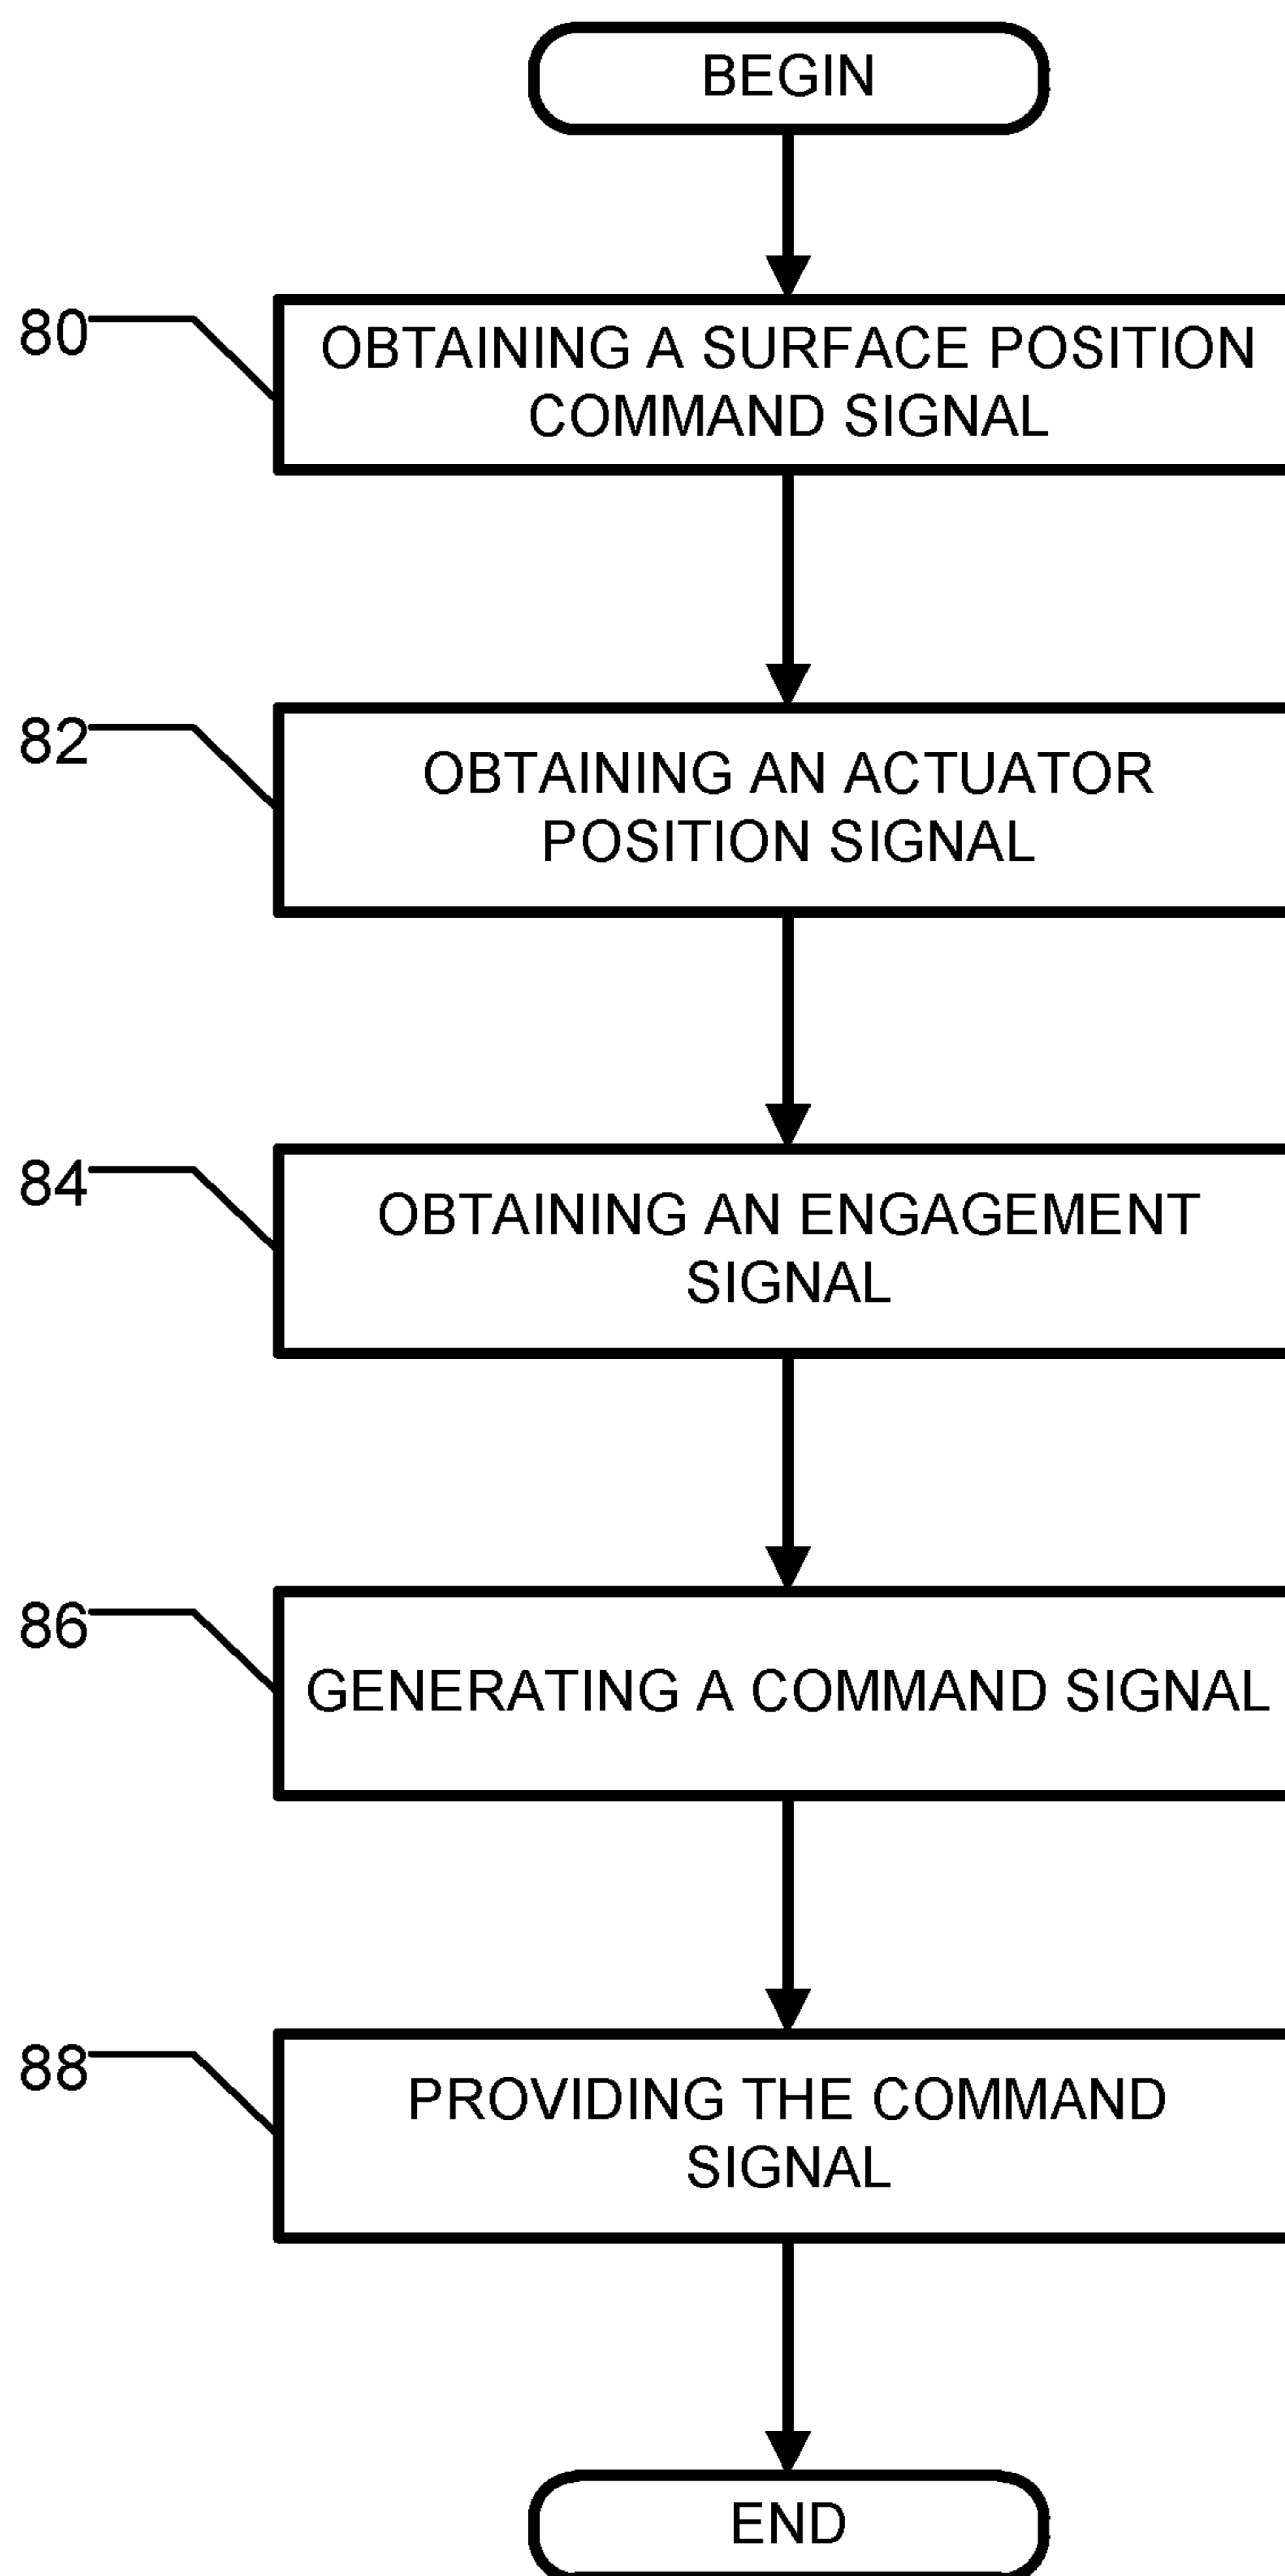 BEGIN
80
OBTAINING A SURFACE POSITION
COMMAND SIGNAL
82
OBTAINING AN ACTUATOR
POSITION SIGNAL
84
OBTAINING AN ENGAGEMENT
SIGNAL
86
GENERATING A COMMAND SIGNAL
88
PROVIDING THE COMMAND
SIGNAL
END